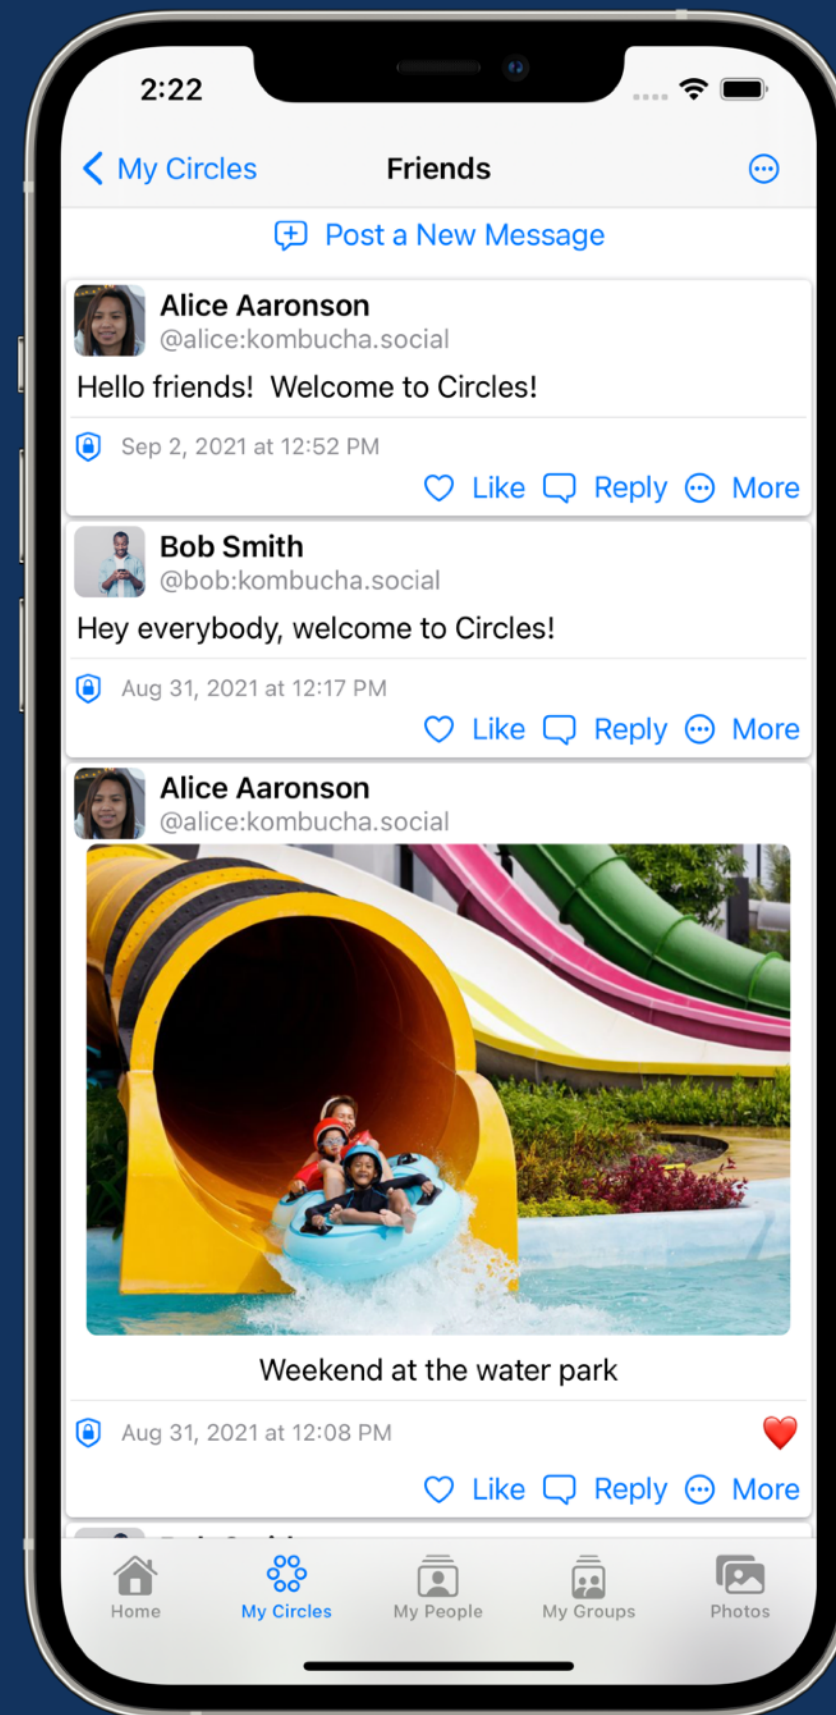 2:22
My Circles
Friends
Post a New Message
Alice Aaronson
@alice:kombucha.social
Hello friends!  Welcome to Circles!
Sep 2, 2021 at 12:52 PM
Like Reply More
Bob Smith
@bob:kombucha.social
Hey everybody, welcome to Circles!
Aug 31, 2021 at 12:17 PM
Like Reply More
Alice Aaronson
@alice:kombucha.social
Weekend at the water park
Aug 31, 2021 at 12:08 PM
Like Reply More
Home My Circles My People My Groups Photos